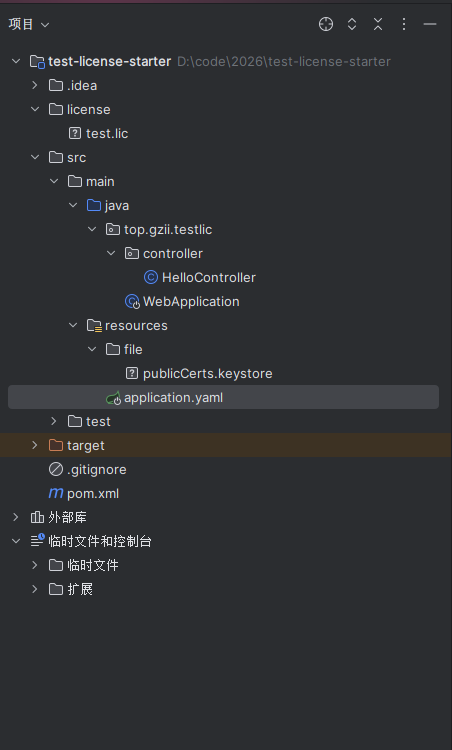 项目
test-license-starter D:\code\2026\test-license-starter
.idea
license
test.lic
src
main
java
top.gzii.testlic
controller
HelloController
WebApplication
resources
file
publicCerts.keystore
application.yaml
test
target
.gitignore
pom.xml
外部库
临时文件和控制台
临时文件
扩展